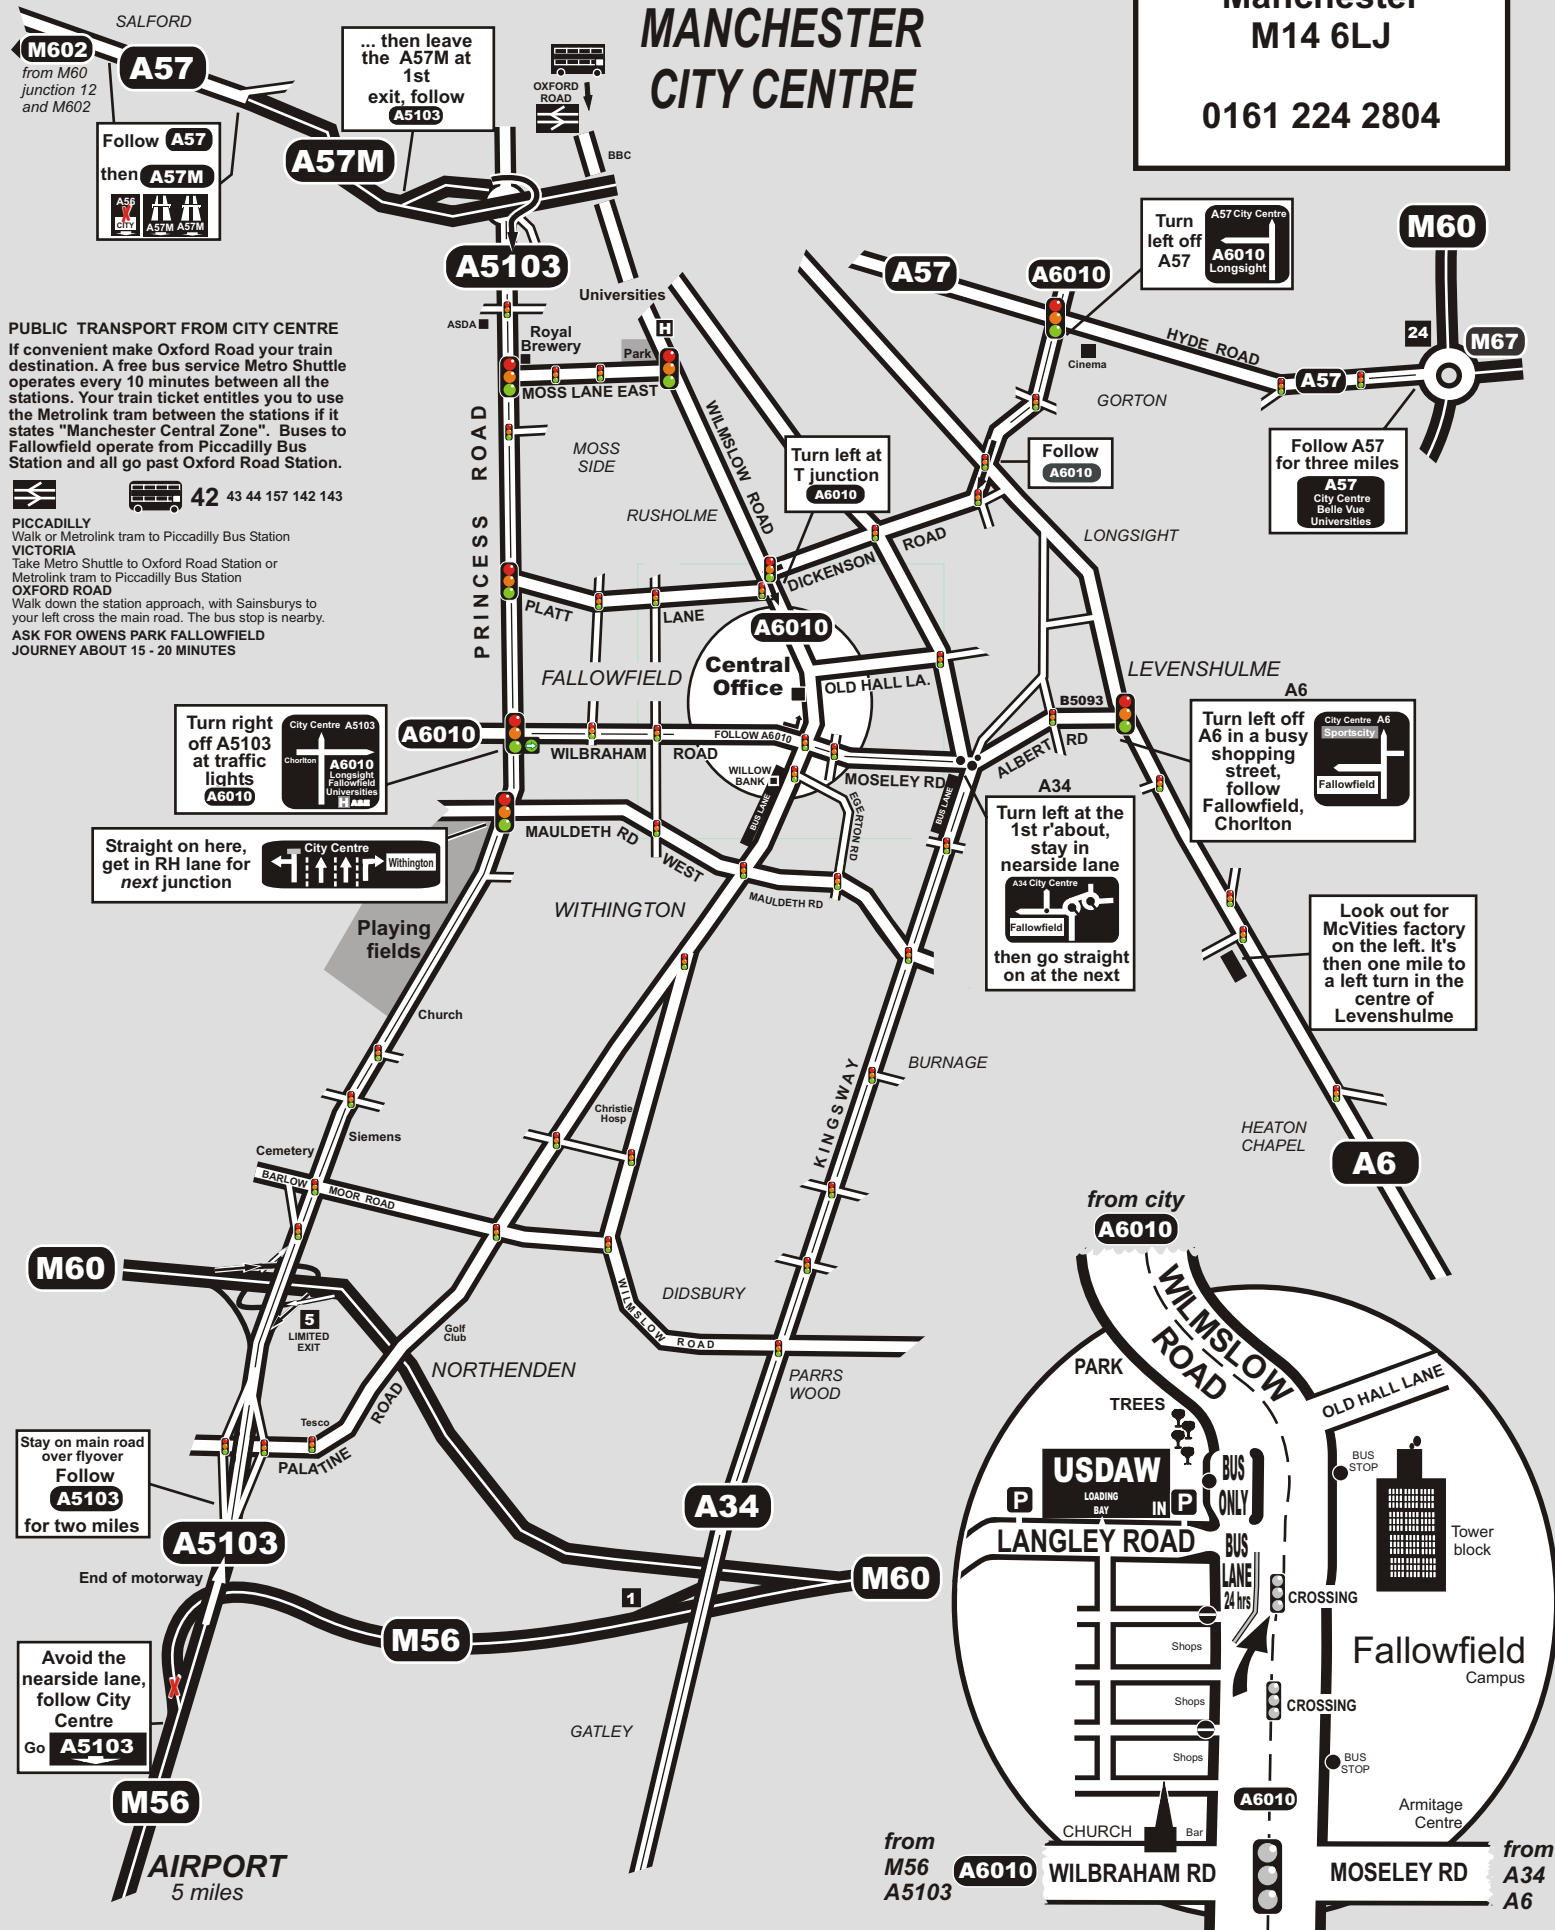 SALFORD
M602
from M60
junction 12
and M602
A57
Follow A57
then A57M
A56
CITY
A57M A57M
... then leave
the A57M at
1st
exit, follow
A5103
A57M
OXFORD
ROAD
BBC
MANCHESTER
CITY CENTRE
Manchester
M14 6LJ
0161 224 2804
A5103
Universities
ASDA
Royal
Brewery
Park
H
MOSS LANE EAST
PRINCESS ROAD
MOSS
SIDE
WILMSLOW ROAD
RUSHOLME
Turn left at
T junction
A6010
A57
A6010
Turn
left off
A57
A57 City Centre
A6010
Longsight
M60
24
M67
HYDE ROAD
Cinema
A57
GORTON
Follow
A6010
Follow A57
for three miles
A57
City Centre
Belle Vue
Universities
LONGSIGHT
DICKENSON ROAD
PUBLIC TRANSPORT FROM CITY CENTRE
If convenient make Oxford Road your train
destination. A free bus service Metro Shuttle
operates every 10 minutes between all the
stations. Your train ticket entitles you to use
the Metrolink tram between the stations if it
states "Manchester Central Zone". Buses to
Fallowfield operate from Piccadilly Bus
Station and all go past Oxford Road Station.
42 43 44 157 142 143
PICCADILLY
Walk or Metrolink tram to Piccadilly Bus Station
VICTORIA
Take Metro Shuttle to Oxford Road Station or
Metrolink tram to Piccadilly Bus Station
OXFORD ROAD
Walk down the station approach, with Sainsburys to
your left cross the main road. The bus stop is nearby.
ASK FOR OWENS PARK FALLOWFIELD
JOURNEY ABOUT 15 - 20 MINUTES
PLATT LANE
A6010
FALLOWFIELD
Central
Office
OLD HALL LA.
LEVENSHULME
B5093
ALBERT RD
A6
Turn left off
A6 in a busy
shopping
street,
follow
Fallowfield,
Chorlton
City Centre A6
Sportscity
Fallowfield
Turn right
off A5103
at traffic
lights
A6010
City Centre A5103
Chorlton
A6010
Longsight
Fallowfield
Universities
H A&E
A6010
FOLLOW A6010
WILBRAHAM ROAD
WILLOW
BANK
BUS LANE
MOSELEY RD
EGERTON RD
BUS LANE
A34
Turn left at the
1st r'about,
stay in
nearside lane
A34 City Centre
Fallowfield
then go straight
on at the next
Straight on here,
get in RH lane for
next junction
City Centre
Withington
MAULDETH RD WEST
MAULDETH RD
WITHINGTON
Playing
fields
Look out for
McVities factory
on the left. It's
then one mile to
a left turn in the
centre of
Levenshulme
Church
KINGSWAY
BURNAGE
Christie
Hosp
Siemens
Cemetery
BARLOW MOOR ROAD
HEATON
CHAPEL
A6
M60
5
LIMITED
EXIT
Golf
Club
DIDSBURY
WILMSLOW ROAD
NORTHENDEN
PARRS
WOOD
Tesco
PALATINE ROAD
Stay on main road
over flyover
Follow
A5103
for two miles
A5103
End of motorway
A34
M60
1
M56
Avoid the
nearside lane,
follow City
Centre
Go A5103
GATLEY
M56
AIRPORT
5 miles
from city
A6010
WILMSLOW
ROAD
PARK
TREES
OLD HALL LANE
USDAW
LOADING
BAY
IN
P
P
BUS
ONLY
BUS
STOP
LANGLEY ROAD
BUS
LANE
24 hrs
Tower
block
CROSSING
Shops
Fallowfield
Campus
Shops
CROSSING
Shops
BUS
STOP
A6010
Armitage
Centre
CHURCH
Bar
from
M56
A5103
A6010
WILBRAHAM RD
MOSELEY RD
from
A34
A6